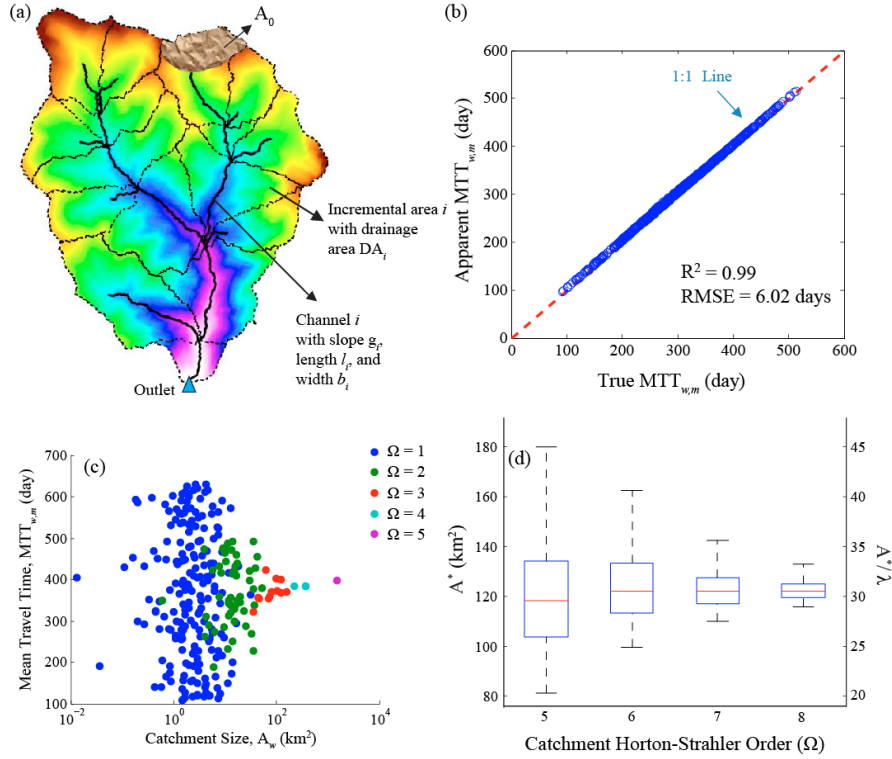 (a)
A₀
Incremental area i
with drainage
area DAᵢ
Channel i
with slope gᵢ,
length lᵢ, and
width bᵢ
Outlet
(b)
600
500
400
300
200
100
0
0 100 200 300 400 500 600
Apparent MTT w,m (day)
True MTT w,m (day)
1:1 Line
R² = 0.99
RMSE = 6.02 days
(c)
700
600
500
400
300
200
100
10⁻² 10⁰ 10² 10⁴
Mean Travel Time, MTT w,m (day)
Catchment Size, A w (km²)
Ω = 1
Ω = 2
Ω = 3
Ω = 4
Ω = 5
(d)
180
160
140
120
100
80
A* (km²)
45
40
35
30
25
20
A*/λ
5 6 7 8
Catchment Horton-Strahler Order (Ω)